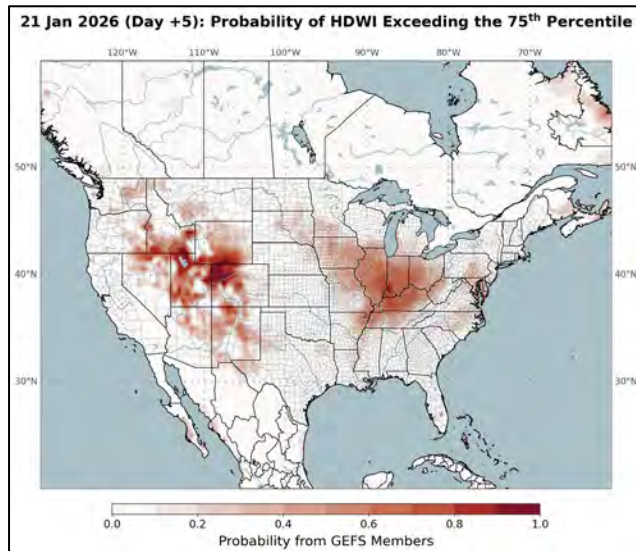 21 Jan 2026 (Day +5): Probability of HDWI Exceeding the 75th Percentile
120°W 110°W 100°W 90°W 80°W 70°W
50°N 50°N
40°N 40°N
30°N 30°N
0.0 0.2 0.4 0.6 0.8 1.0
Probability from GEFS Members